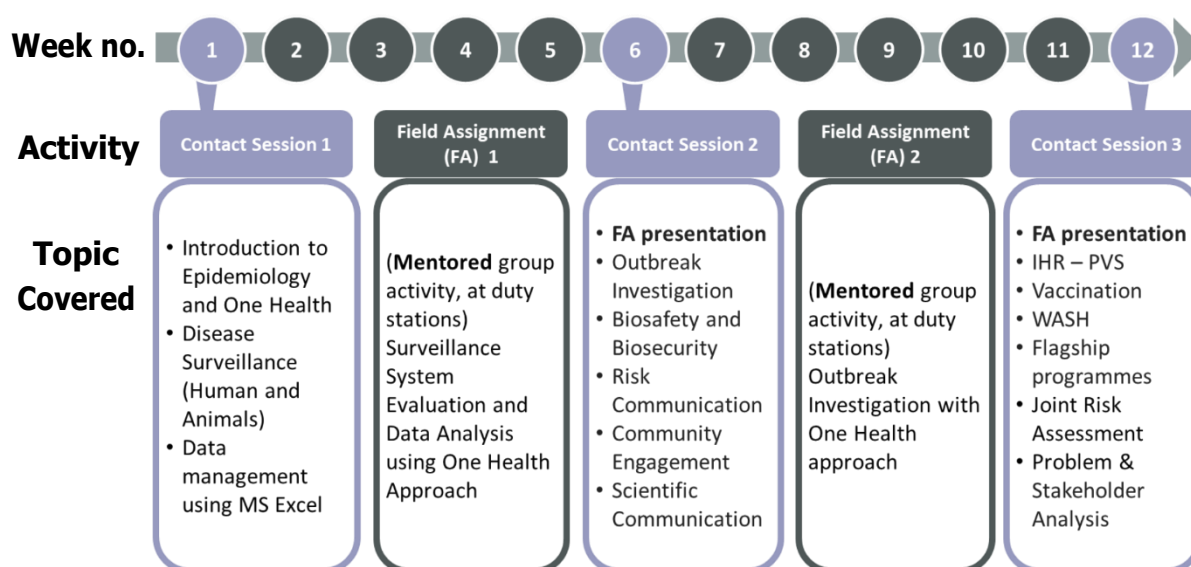 Week no.
1 2 3 4 5 6 7 8 9 10 11 12
Activity
Contact Session 1
Field Assignment
(FA) 1
Contact Session 2
Field Assignment
(FA) 2
Contact Session 3
Topic
Covered
• Introduction to
Epidemiology
and One Health
• Disease
Surveillance
(Human and
Animals)
• Data
management
using MS Excel
(Mentored group
activity, at duty
stations)
Surveillance
System
Evaluation and
Data Analysis
using One Health
Approach
• FA presentation
• Outbreak
Investigation
• Biosafety and
Biosecurity
• Risk
Communication
• Community
Engagement
• Scientific
Communication
(Mentored group
activity, at duty
stations)
Outbreak
Investigation with
One Health
approach
• FA presentation
• IHR – PVS
• Vaccination
• WASH
• Flagship
programmes
• Joint Risk
Assessment
• Problem &
Stakeholder
Analysis